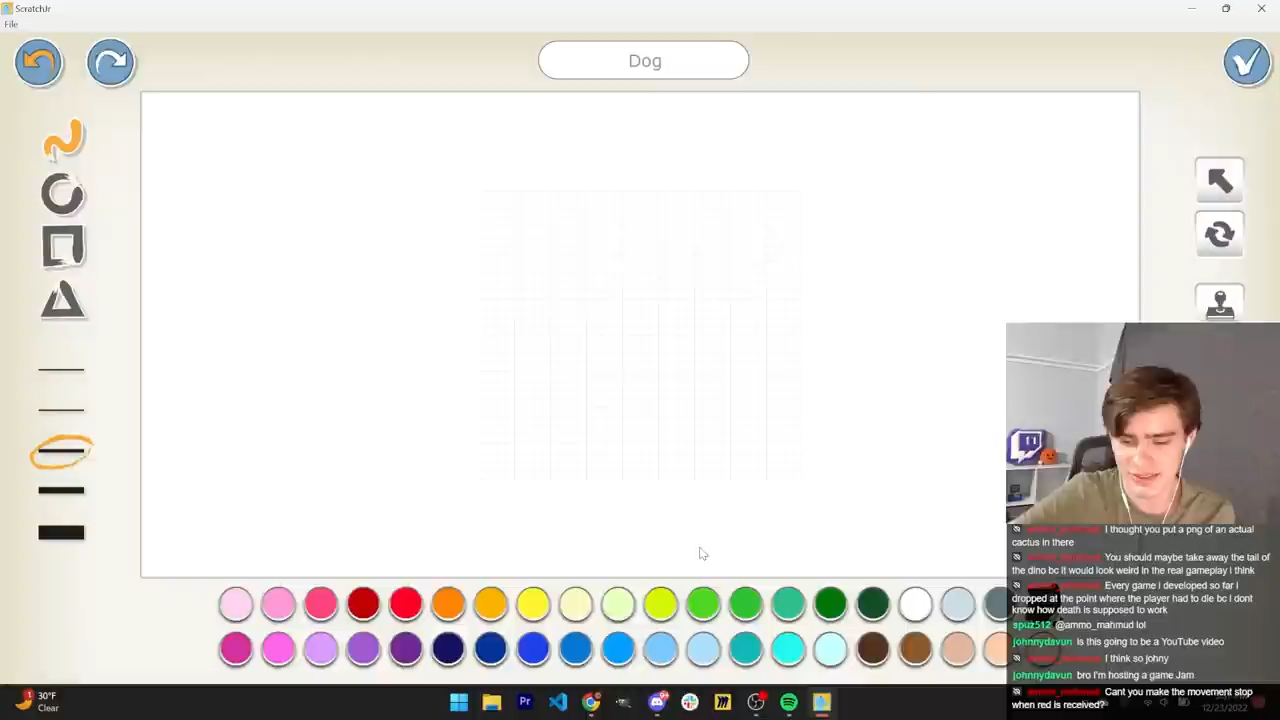 ScratchJr
File
Dog
I thought you put a png of an actual
cactus in there
You should maybe take away the tail of
the dino bc it would look weird in the real gameplay i think
Every game I developed so far I
dropped at the point where the player had to die bc I dont
know how death is supposed to work
spuz512 @ammo_mahmud lol
johnnydavun Is this going to be a YouTube video
I think so johny
johnnydavun bro I'm hosting a game Jam
Cant you make the movement stop
when red is received?
1
30°F
Clear
Pr
12/23/2022